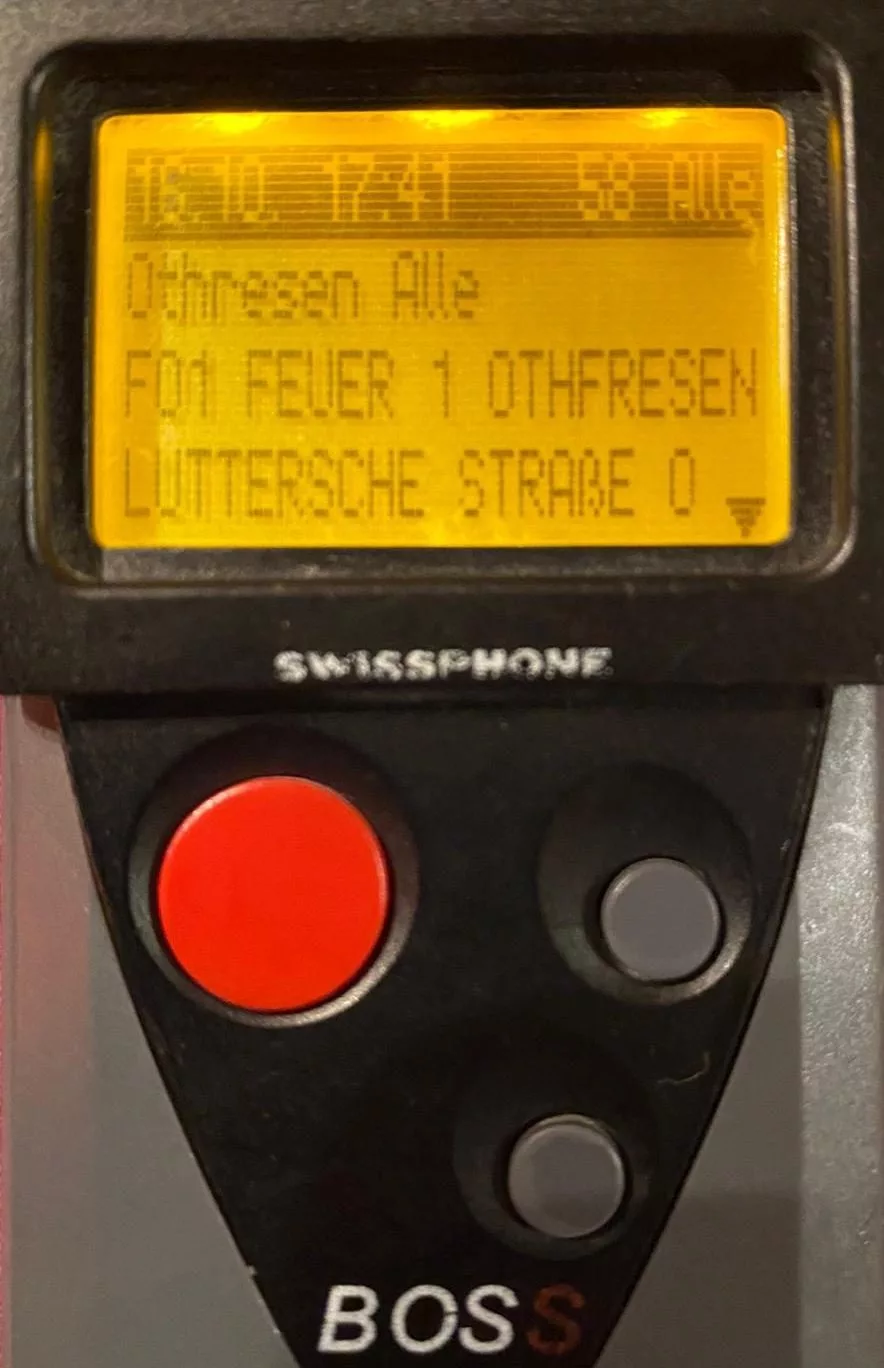 16.10. 17:41 58 Alle
Othresen Alle
F01 FEUER 1 OTHFRESEN
LUTTERSCHE STRAßE 0
SWISSPHONE
BOSS